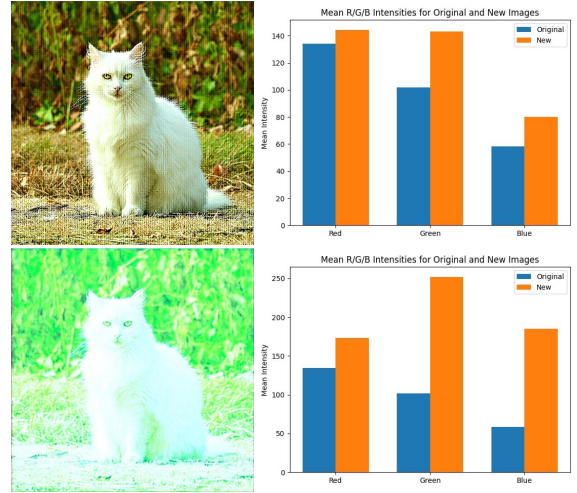 Mean R/G/B Intensities for Original and New Images
Original
New
Mean Intensity
140
120
100
80
60
40
20
0
Red Green Blue
Mean R/G/B Intensities for Original and New Images
Original
New
Mean Intensity
250
200
150
100
50
0
Red Green Blue